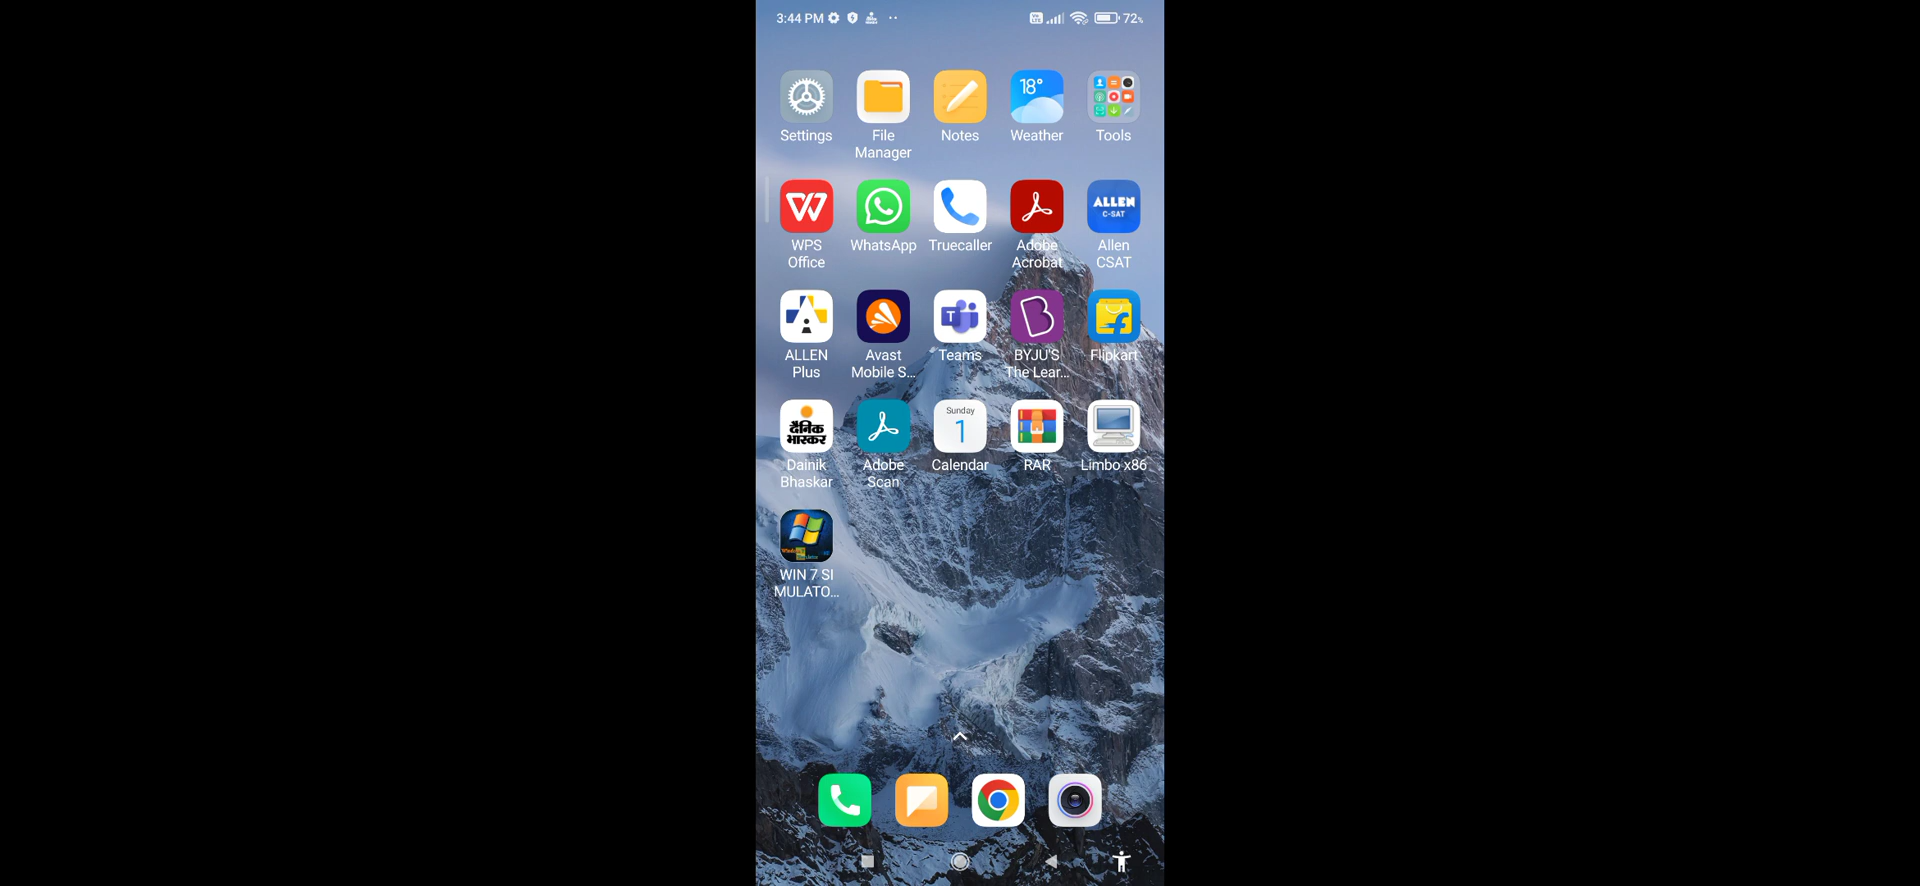 3:44 PM 72%
18°
Settings File Manager Notes Weather Tools
ALLEN
C-SAT
WPS Office WhatsApp Truecaller Adobe Acrobat Allen CSAT
T
ALLEN Plus Avast Mobile S... Teams BYJU'S The Lear... Flipkart
दैनिक
भास्कर
Sunday
1
Dainik Bhaskar Adobe Scan Calendar RAR Limbo x86
WIN 7 SI
MULATO...